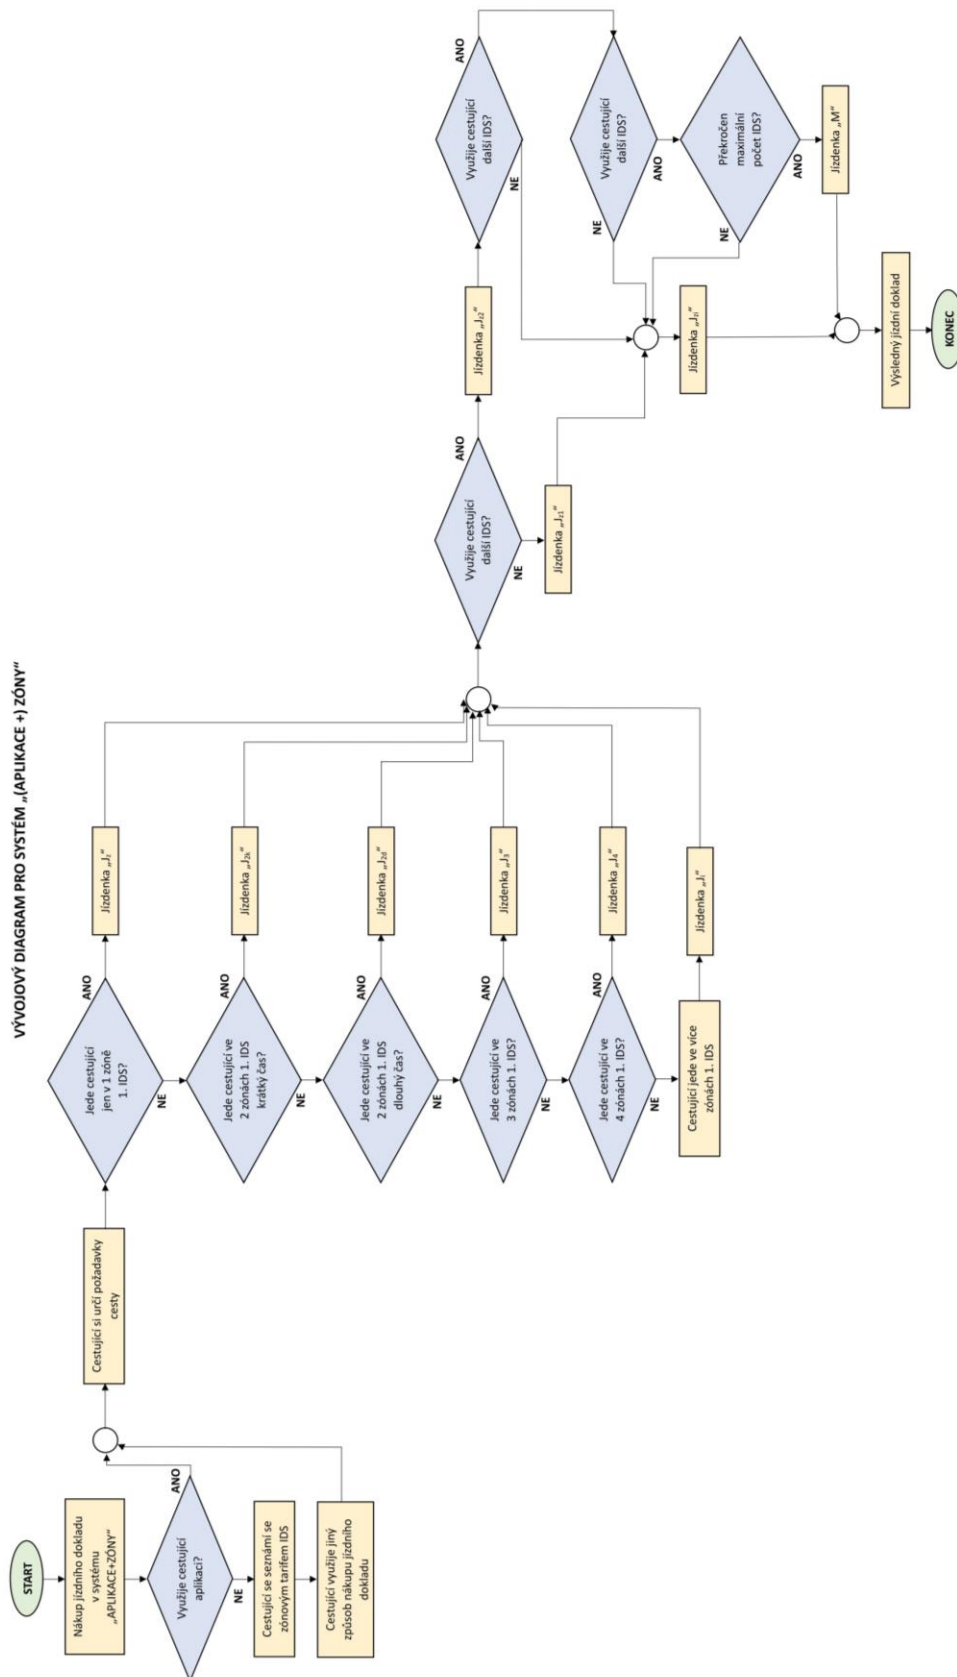 VÝVOJOVÝ DIAGRAM PRO SYSTÉM „(APLIKACE +) ZÓNY“
START
Nákup jízdního dokladu
v systému
„APLIKACE+ZÓNY“
Využije cestující
aplikaci?
ANO
NE
Cestující se seznámí se
zónovým tarifem IDS
Cestující využije jiný
způsob nákupu jízdního
dokladu
Cestující si určí požadavky
cesty
Jede cestující
jen v 1 zóně
1. IDS?
ANO
NE
Jízdenka „Jz“
Jede cestující ve
2 zónách 1. IDS
krátký čas?
ANO
NE
Jízdenka „J2k“
Jede cestující ve
2 zónách 1. IDS
dlouhý čas?
ANO
NE
Jízdenka „J2d“
Jede cestující ve
3 zónách 1. IDS?
ANO
NE
Jízdenka „J3“
Jede cestující ve
4 zónách 1. IDS?
ANO
NE
Jízdenka „J4“
Cestující jede ve více
zónách 1. IDS
Jízdenka „Ji“
Využije cestující
další IDS?
ANO
NE
Jízdenka „Jz1“
Jízdenka „Jz2“
Využije cestující
další IDS?
ANO
NE
Využije cestující
další IDS?
NE
ANO
Překročen
maximální
počet IDS?
NE
ANO
Jízdenka „Jzi“
Jízdenka „M“
Výsledný jízdní doklad
KONEC